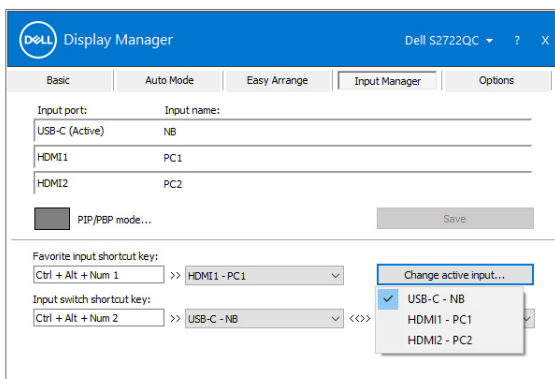 DELL Display Manager Dell S2722QC ? X
Basic Auto Mode Easy Arrange Input Manager Options
Input port: Input name:
USB-C (Active) NB
HDMI1 PC1
HDMI2 PC2
PIP/PBP mode... Save
Favorite input shortcut key:
Ctrl + Alt + Num 1 >> HDMI1 - PC1 Change active input...
Input switch shortcut key:
Ctrl + Alt + Num 2 >> USB-C - NB <<>>
USB-C - NB
HDMI1 - PC1
HDMI2 - PC2